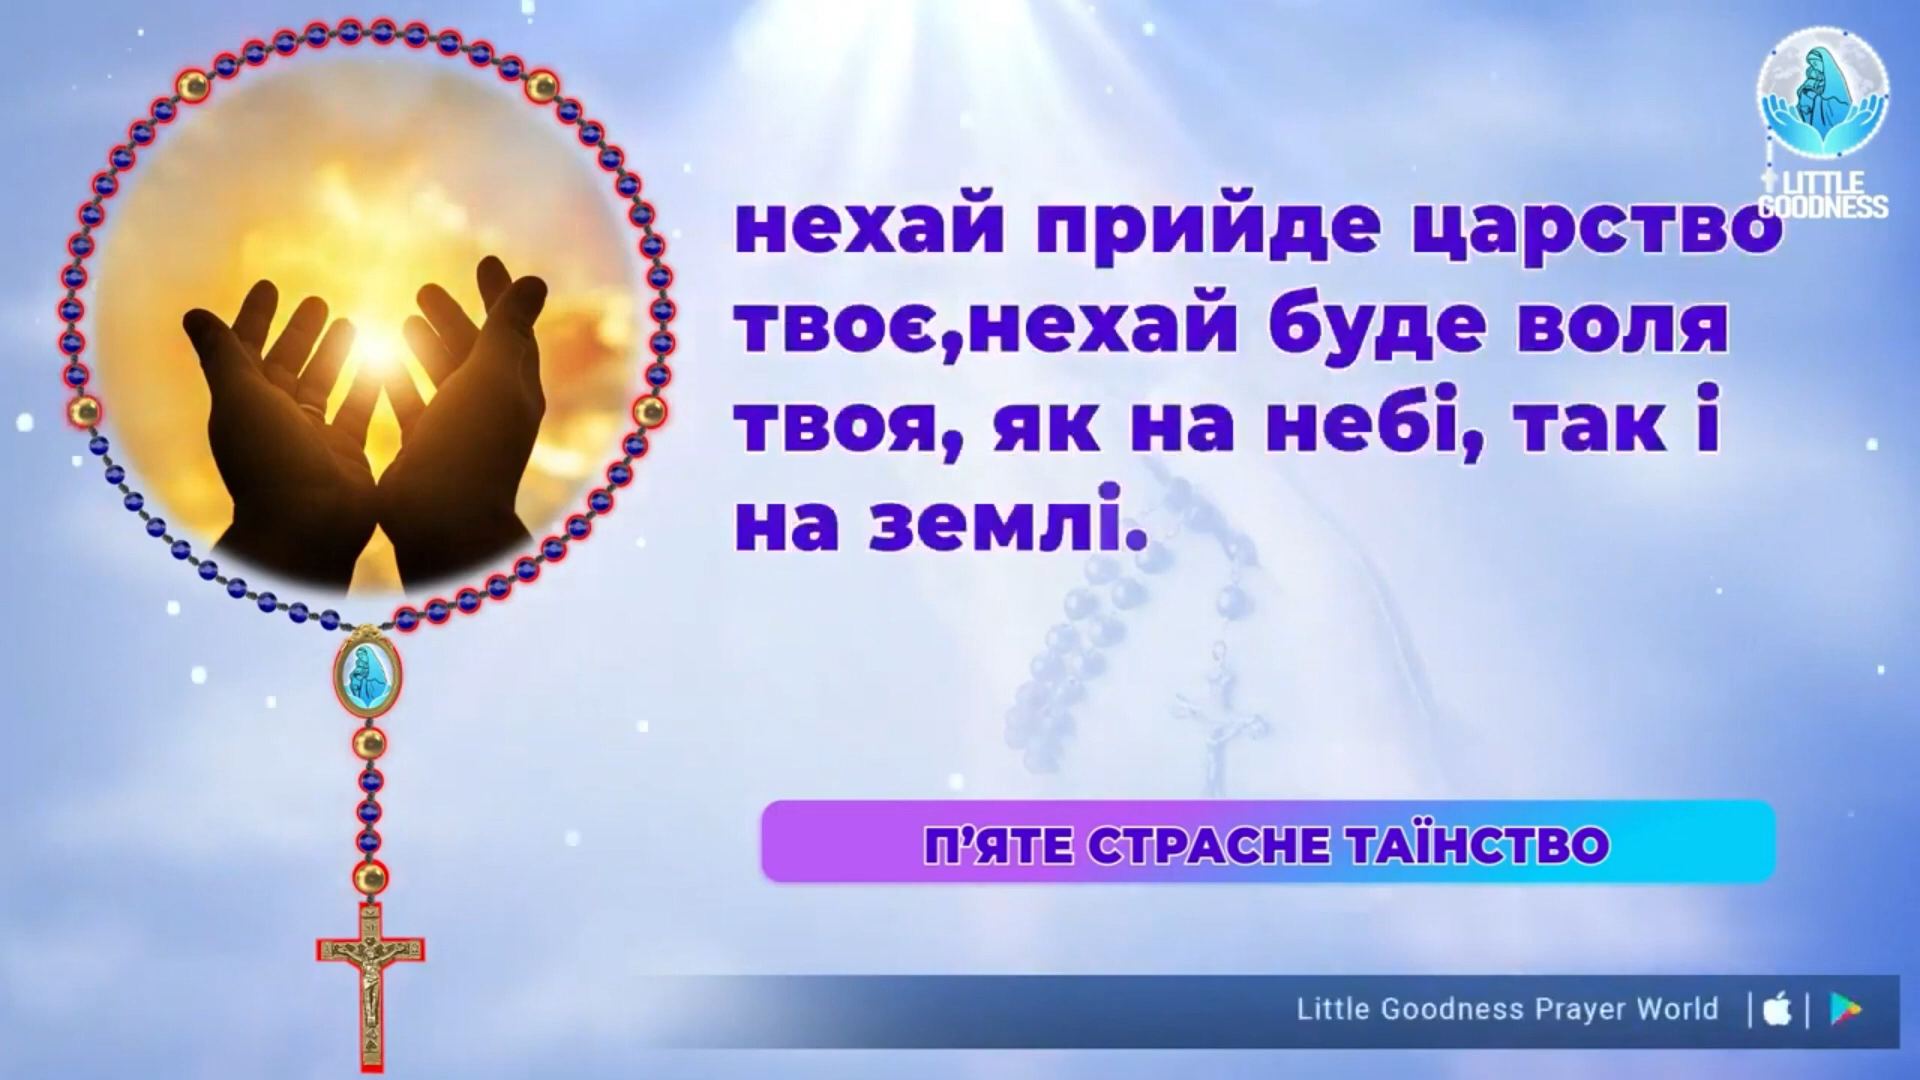 LITTLE
GOODNESS
нехай прийде царство
твоє,нехай буде воля
твоя, як на небі, так і
на землі.
П’ЯТЕ СТРАСНЕ ТАЇНСТВО
Little Goodness Prayer World